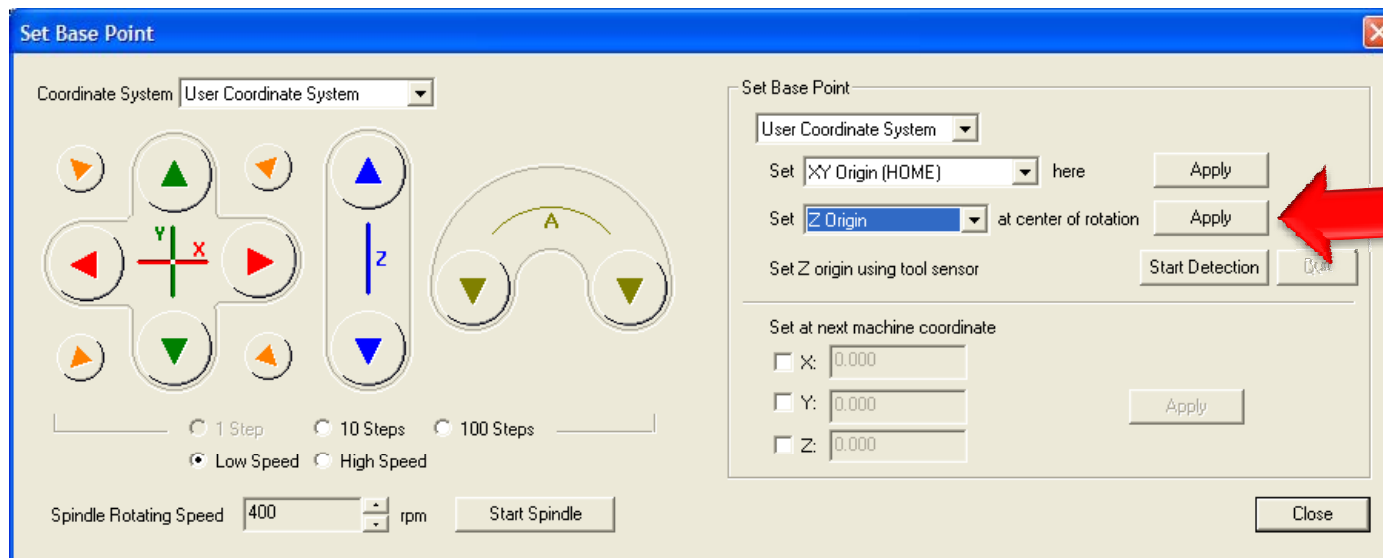 Set Base Point
Coordinate System User Coordinate System
Y X
Z
A
1 Step 10 Steps 100 Steps
Low Speed High Speed
Spindle Rotating Speed 400 rpm Start Spindle
Set Base Point
User Coordinate System
Set XY Origin (HOME) here Apply
Set Z Origin at center of rotation Apply
Set Z origin using tool sensor Start Detection
Set at next machine coordinate
X: 0.000
Y: 0.000 Apply
Z: 0.000
Close